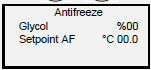 Antifreeze
Glycol %00
Setpoint AF °C 00.0